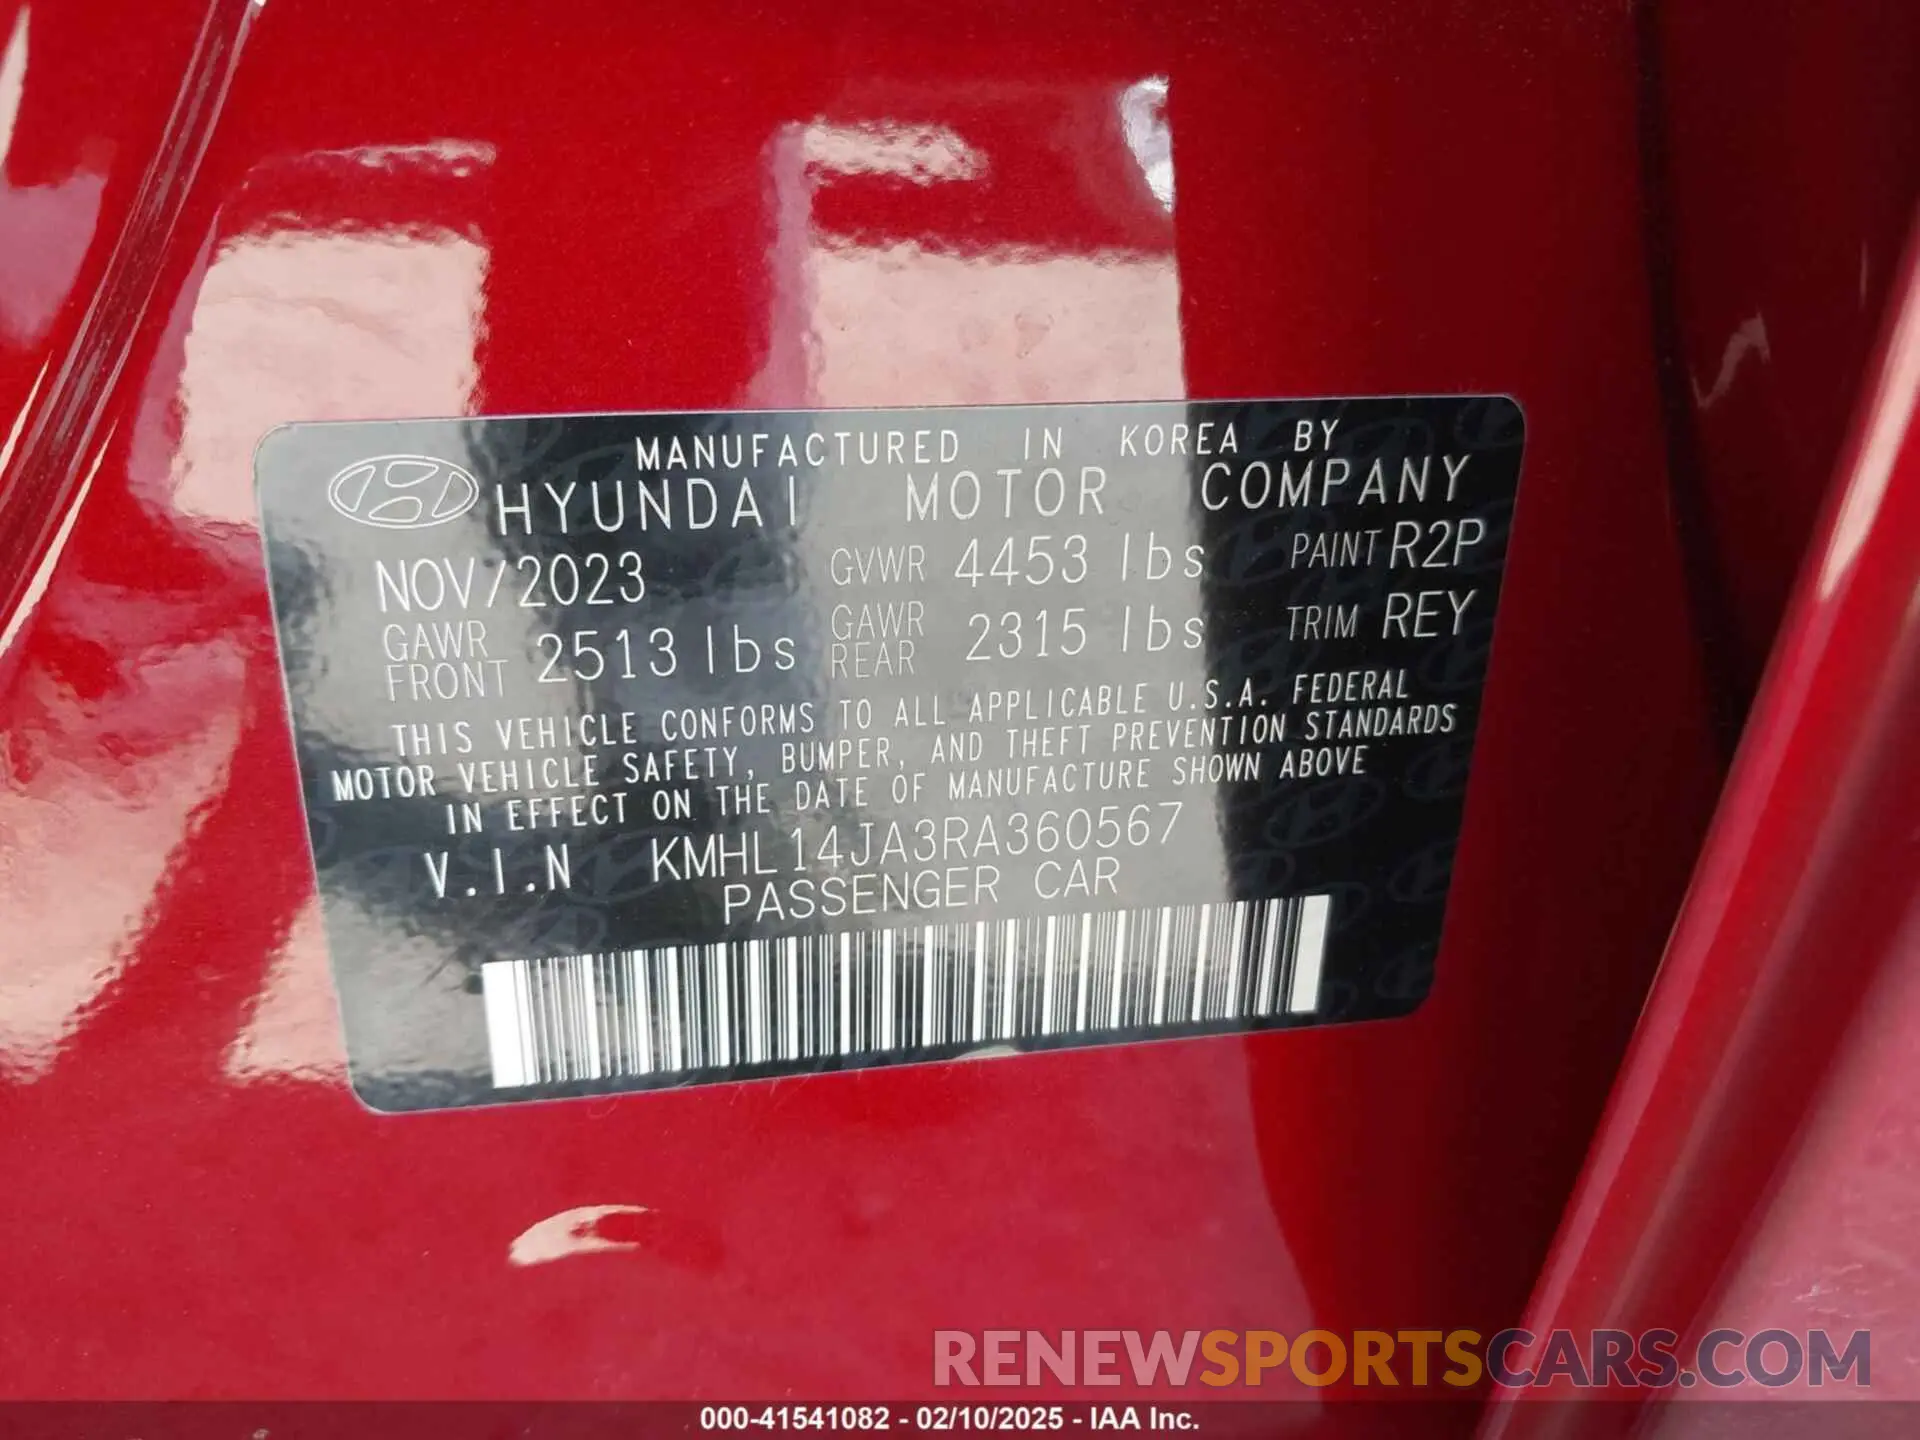 MANUFACTURED IN KOREA BY
HYUNDAI MOTOR COMPANY
NOV/2023 GVWR 4453 lbs PAINT R2P
GAWR FRONT 2513 lbs GAWR REAR 2315 lbs TRIM REY
THIS VEHICLE CONFORMS TO ALL APPLICABLE U.S.A. FEDERAL
MOTOR VEHICLE SAFETY, BUMPER, AND THEFT PREVENTION STANDARDS
IN EFFECT ON THE DATE OF MANUFACTURE SHOWN ABOVE
V.I.N KMHL14JA3RA360567
PASSENGER CAR
RENEWSPORTSCARS.COM
000-41541082 - 02/10/2025 - IAA Inc.